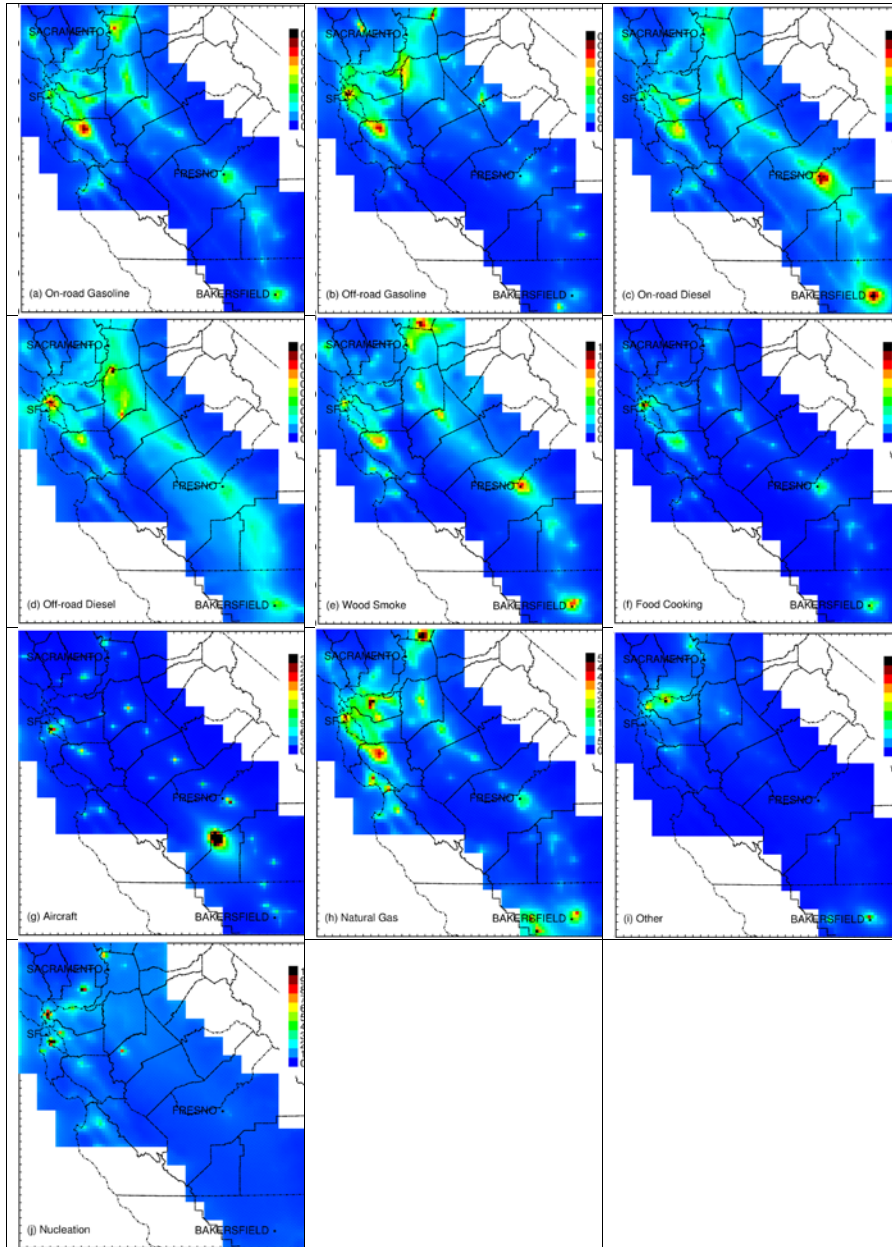 SACRAMENTO
SF
FRESNO
BAKERSFIELD
(a) On-road Gasoline
SACRAMENTO
SF
FRESNO
BAKERSFIELD
(b) Off-road Gasoline
SACRAMENTO
SF
FRESNO
BAKERSFIELD
(c) On-road Diesel
SACRAMENTO
SF
FRESNO
BAKERSFIELD
(d) Off-road Diesel
SACRAMENTO
SF
FRESNO
BAKERSFIELD
(e) Wood Smoke
SACRAMENTO
SF
FRESNO
BAKERSFIELD
(f) Food Cooking
SACRAMENTO
SF
FRESNO
BAKERSFIELD
(g) Aircraft
SACRAMENTO
SF
FRESNO
BAKERSFIELD
(h) Natural Gas
SACRAMENTO
SF
FRESNO
BAKERSFIELD
(i) Other
SACRAMENTO
SF
FRESNO
BAKERSFIELD
(j) Nucleation